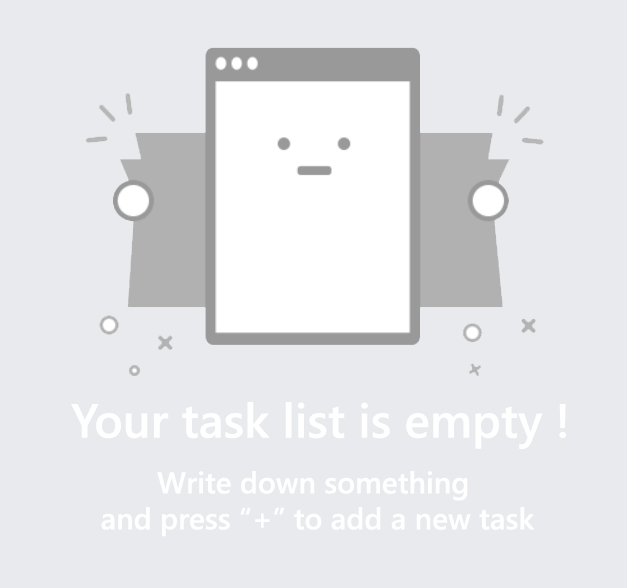 Your task list is empty !
Write down something
and press “+” to add a new task